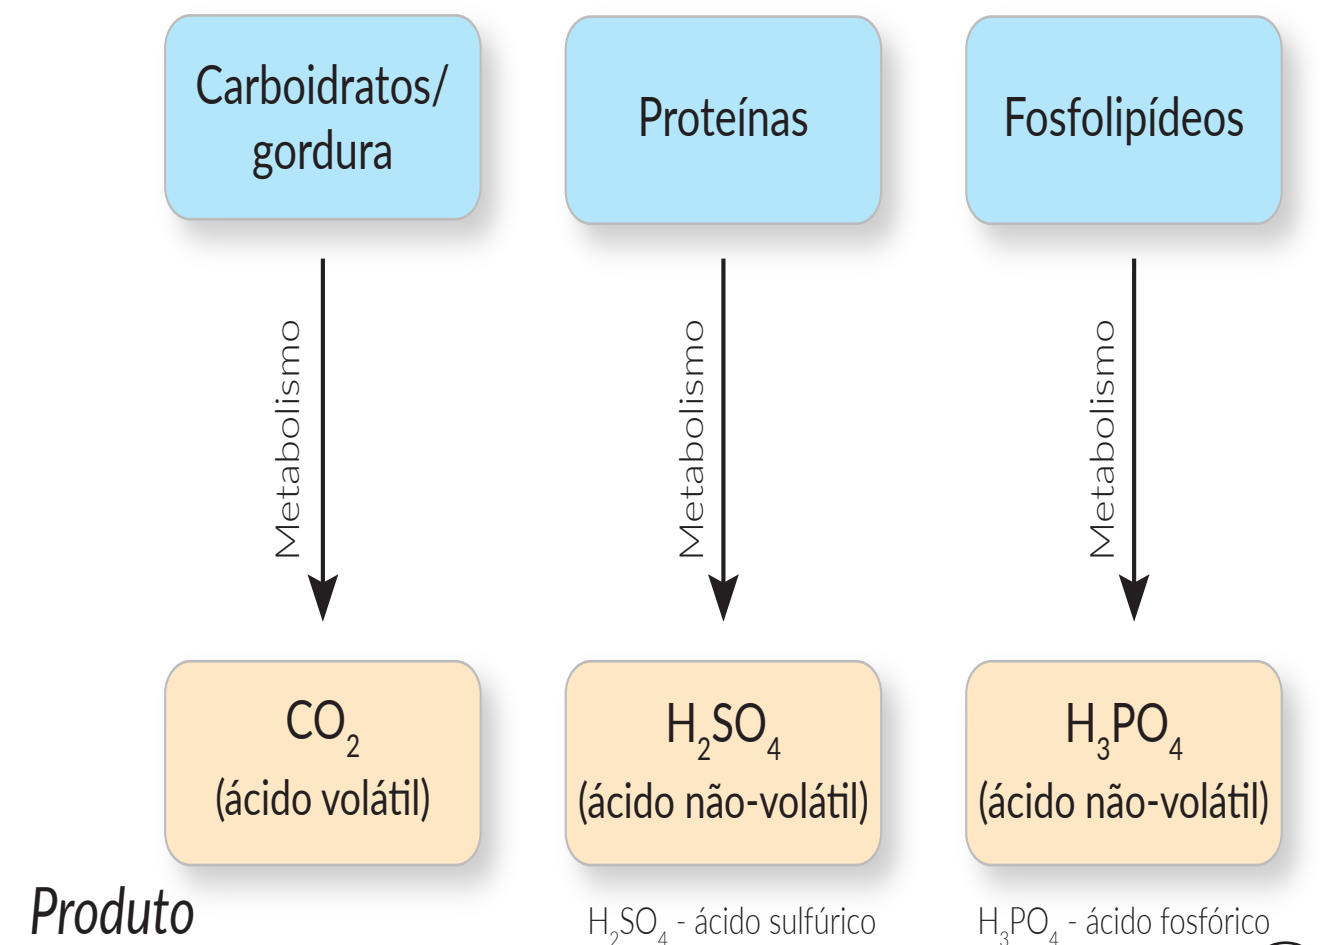 Carboidratos/
gordura
Proteínas
Fosfolipídeos
Metabolismo
Metabolismo
Metabolismo
CO₂
(ácido volátil)
H₂SO₄
(ácido não-volátil)
H₃PO₄
(ácido não-volátil)
Produto
H₂SO₄ - ácido sulfúrico
H₃PO₄ - ácido fosfórico